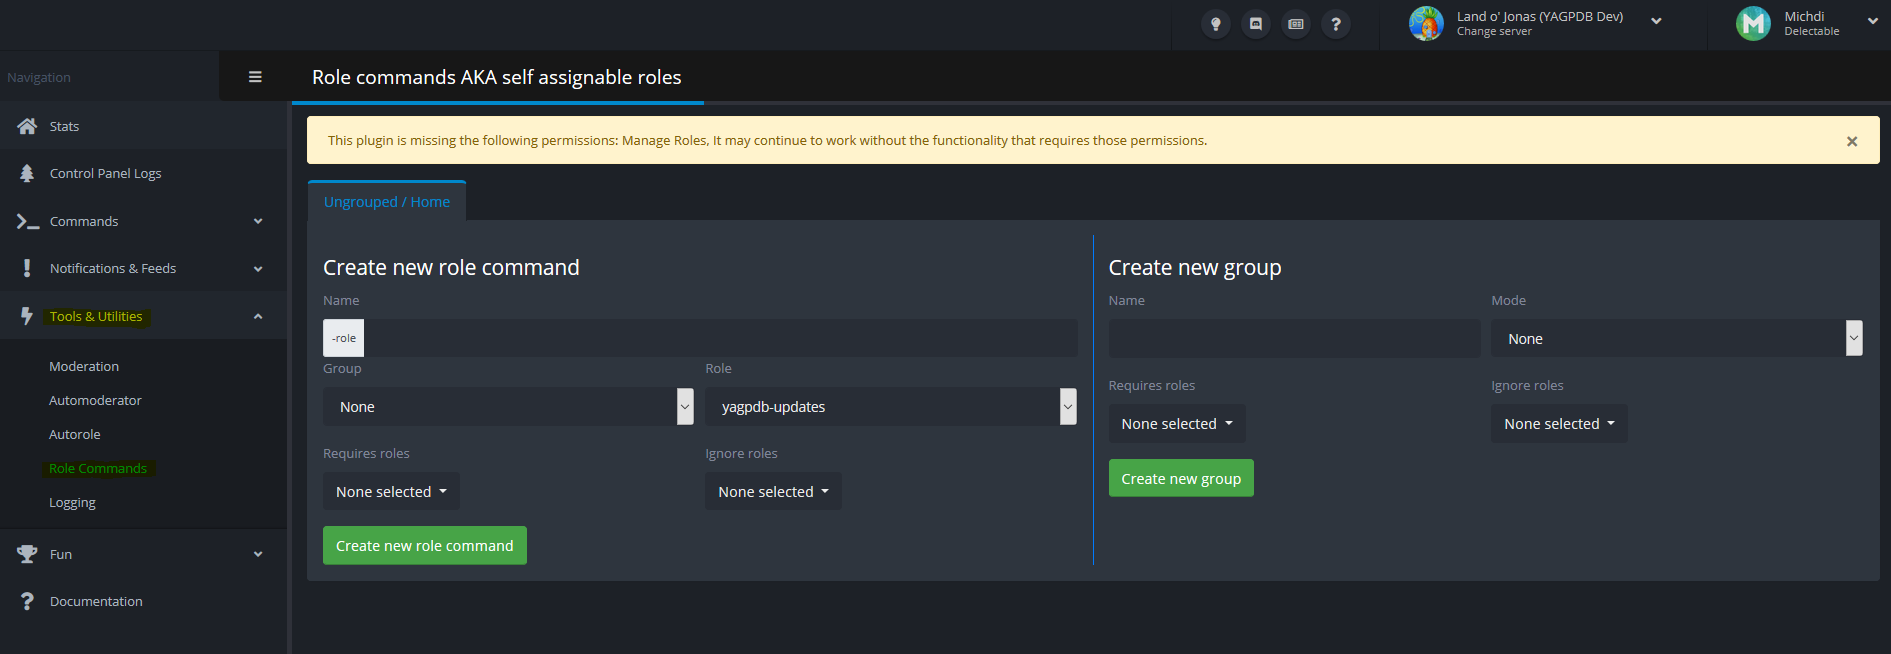 Land o' Jonas (YAGPDB Dev)
Change server
Michdi
Delectable
Navigation
Role commands AKA self assignable roles
Stats
Control Panel Logs
Commands
Notifications & Feeds
Tools & Utilities
Moderation
Automoderator
Autorole
Role Commands
Logging
Fun
Documentation
This plugin is missing the following permissions: Manage Roles, It may continue to work without the functionality that requires those permissions.
Ungrouped / Home
Create new role command
Name
-role
Group
Role
None
yagpdb-updates
Requires roles
Ignore roles
None selected
None selected
Create new role command
Create new group
Name
Mode
None
Requires roles
Ignore roles
None selected
None selected
Create new group